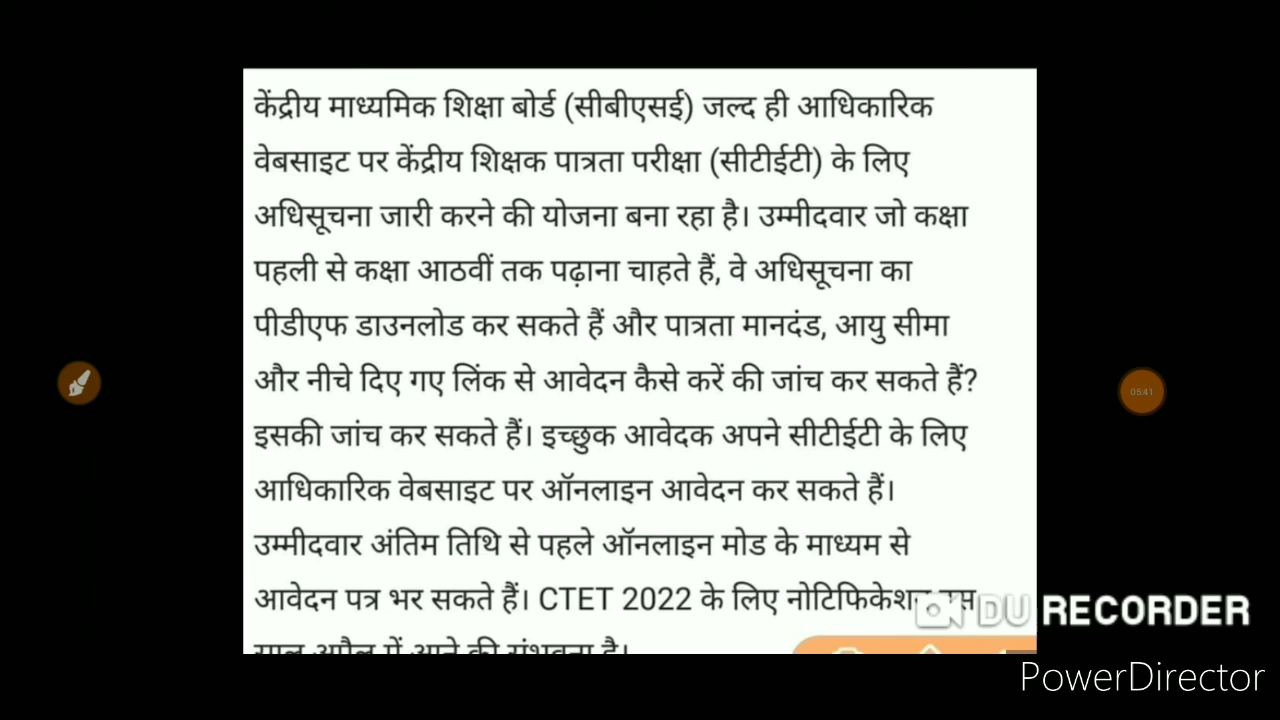 केंद्रीय माध्यमिक शिक्षा बोर्ड (सीबीएसई) जल्द ही आधिकारिक
वेबसाइट पर केंद्रीय शिक्षक पात्रता परीक्षा (सीटीईटी) के लिए
अधिसूचना जारी करने की योजना बना रहा है। उम्मीदवार जो कक्षा
पहली से कक्षा आठवीं तक पढ़ाना चाहते हैं, वे अधिसूचना का
पीडीएफ डाउनलोड कर सकते हैं और पात्रता मानदंड, आयु सीमा
और नीचे दिए गए लिंक से आवेदन कैसे करें की जांच कर सकते हैं?
इसकी जांच कर सकते हैं। इच्छुक आवेदक अपने सीटीईटी के लिए
आधिकारिक वेबसाइट पर ऑनलाइन आवेदन कर सकते हैं।
उम्मीदवार अंतिम तिथि से पहले ऑनलाइन मोड के माध्यम से
आवेदन पत्र भर सकते हैं। CTET 2022 के लिए नोटिफिकेशन
05:41
DU RECORDER
PowerDirector